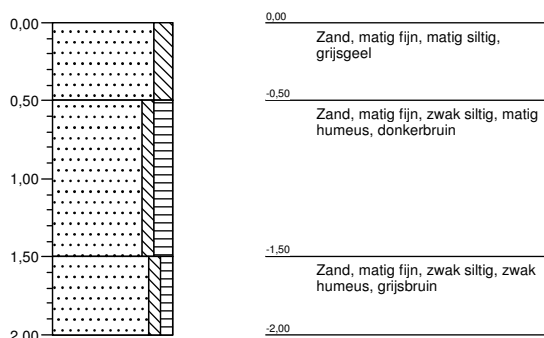 0,00
0,50
1,00
1,50
2,00
0,00
Zand, matig fijn, matig siltig,
grijsgeel
-0,50
Zand, matig fijn, zwak siltig, matig
humeus, donkerbruin
-1,50
Zand, matig fijn, zwak siltig, zwak
humeus, grijsbruin
-2,00